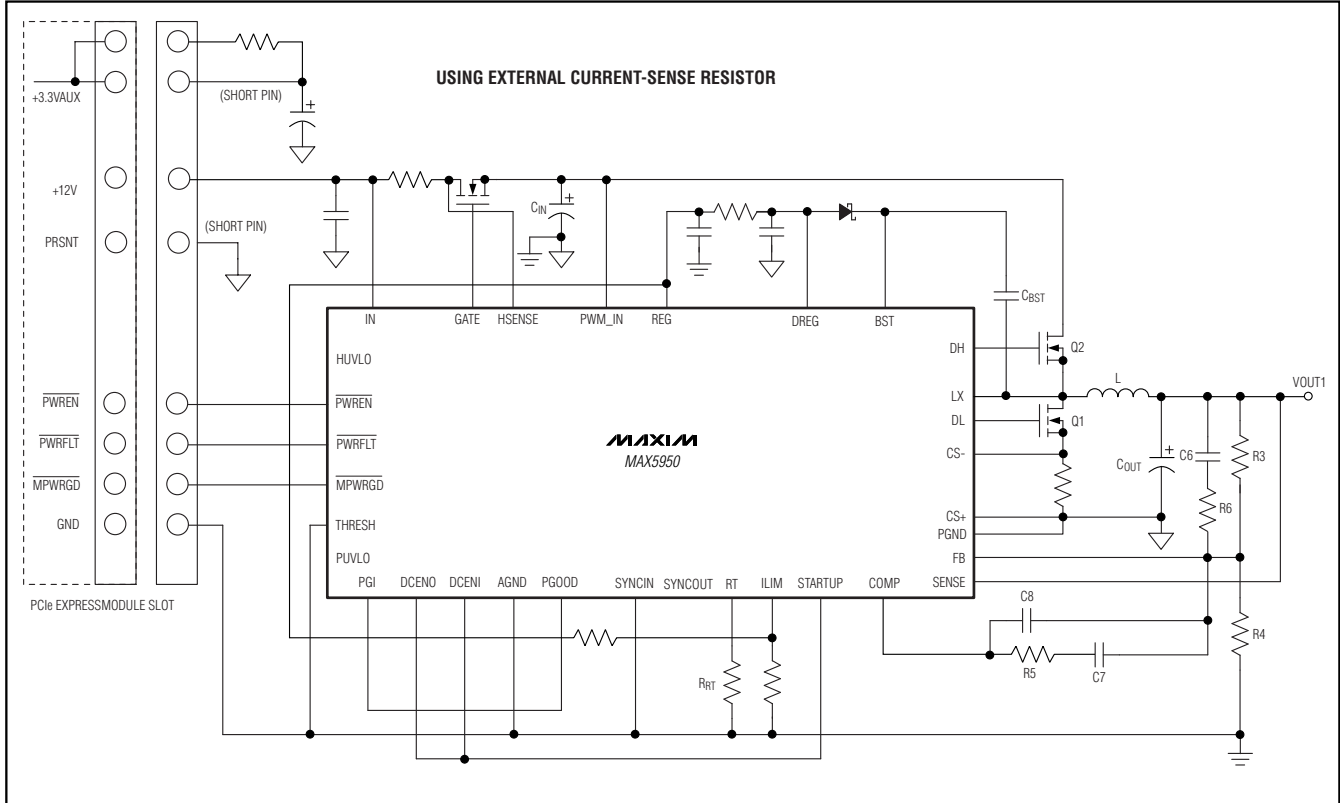 USING EXTERNAL CURRENT-SENSE RESISTOR
+3.3VAUX
(SHORT PIN)
+12V
PRSNT
(SHORT PIN)
CIN
CBST
IN
GATE
HSENSE
PWM_IN
REG
DREG
BST
HUVLO
PWREN
PWREN
PWRFLT
PWRFLT
MPWRGD
MPWRGD
GND
THRESH
PUVLO
MAXIM
MAX5950
DH
Q2
LX
L
VOUT1
DL
Q1
CS-
COUT
C6
R3
R6
CS+
PGND
FB
SENSE
PGI
DCENO
DCENI
AGND
PGOOD
SYNCIN
SYNCOUT
RT
ILIM
STARTUP
COMP
PCIe EXPRESSMODULE SLOT
C8
R4
RRT
R5
C7